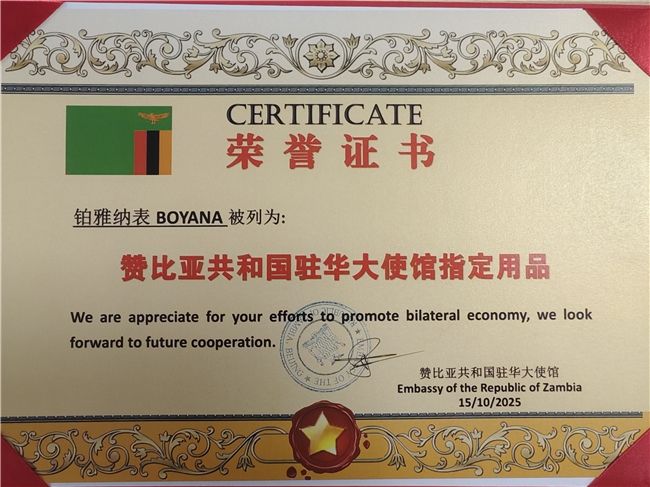 CERTIFICATE
荣誉证书
铂雅纳表 BOYANA 被列为:
赞比亚共和国驻华大使馆指定用品
We are appreciate for your efforts to promote bilateral economy, we look
forward to future cooperation.
赞比亚共和国驻华大使馆
Embassy of the Republic of Zambia
15/10/2025